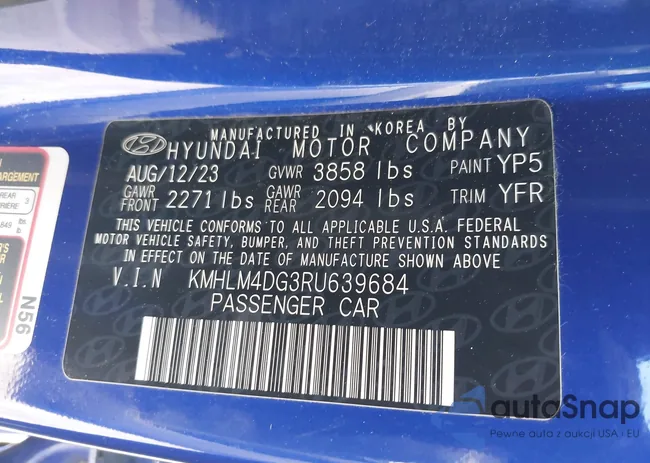 MANUFACTURED IN KOREA BY
HYUNDAI MOTOR COMPANY
AUG/12/23 GVWR 3858 lbs PAINT YP5
GAWR FRONT 2271 lbs GAWR REAR 2094 lbs TRIM YFR
THIS VEHICLE CONFORMS TO ALL APPLICABLE U.S.A. FEDERAL
MOTOR VEHICLE SAFETY, BUMPER, AND THEFT PREVENTION STANDARDS
IN EFFECT ON THE DATE OF MANUFACTURE SHOWN ABOVE
V.I.N KMHLM4DG3RU639684
PASSENGER CAR
REAR
3
N56
autoSnap
Pewne auta z aukcji USA i EU